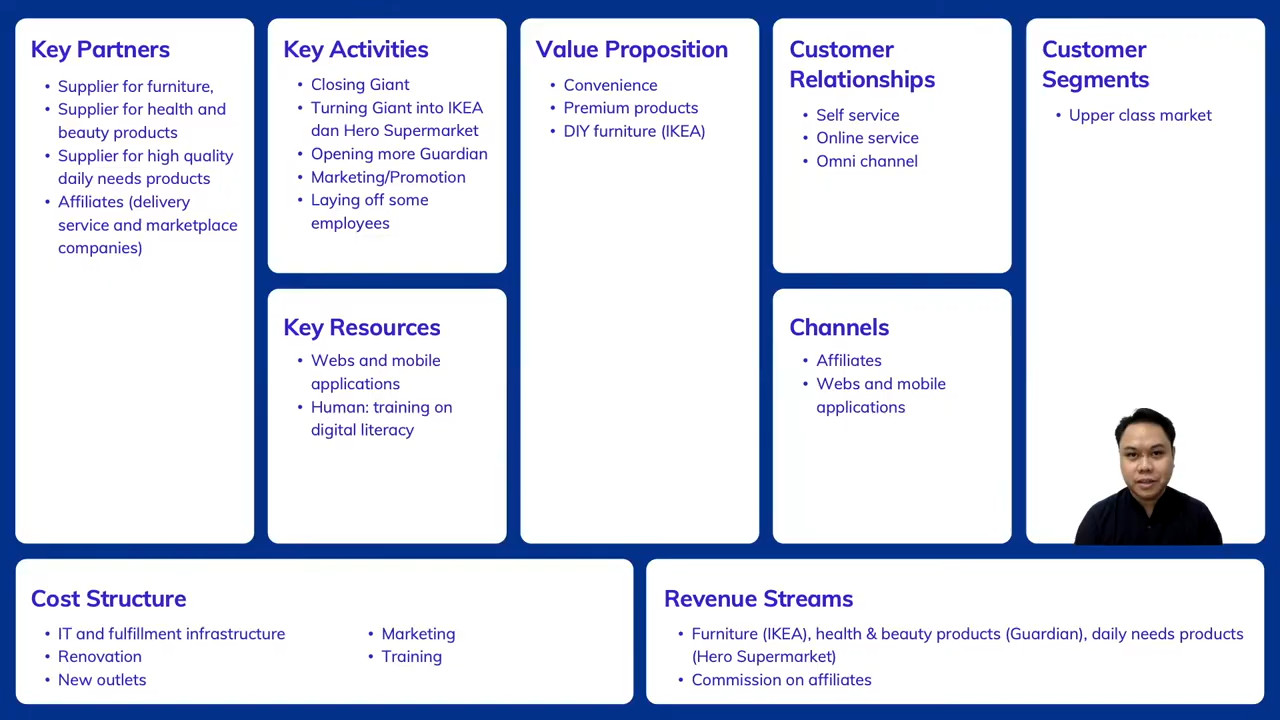 Key Partners
• Supplier for furniture,
• Supplier for health and
beauty products
• Supplier for high quality
daily needs products
• Affiliates (delivery
service and marketplace
companies)
Key Activities
• Closing Giant
• Turning Giant into IKEA
dan Hero Supermarket
• Opening more Guardian
• Marketing/Promotion
• Laying off some
employees
Key Resources
• Webs and mobile
applications
• Human: training on
digital literacy
Value Proposition
• Convenience
• Premium products
• DIY furniture (IKEA)
Customer
Relationships
• Self service
• Online service
• Omni channel
Channels
• Affiliates
• Webs and mobile
applications
Customer
Segments
• Upper class market
Cost Structure
• IT and fulfillment infrastructure
• Renovation
• New outlets
• Marketing
• Training
Revenue Streams
• Furniture (IKEA), health & beauty products (Guardian), daily needs products
(Hero Supermarket)
• Commission on affiliates